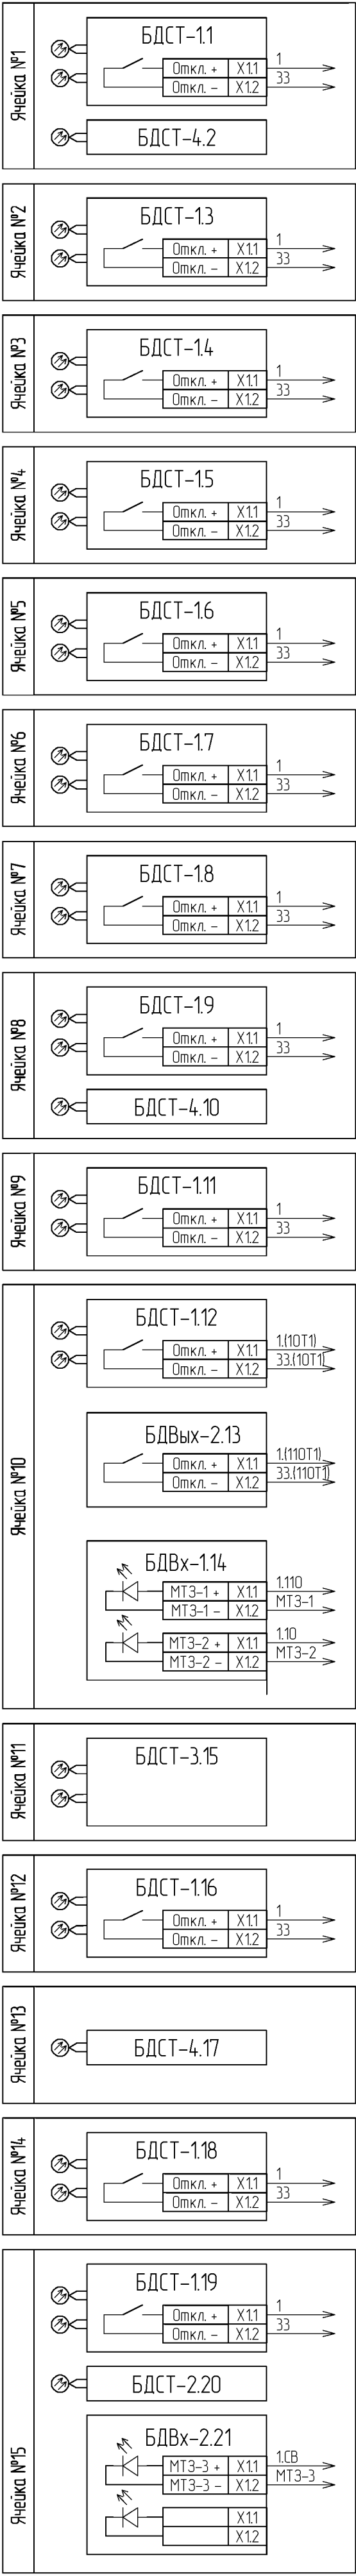 Ячейка №1
БДСТ-1.1
Откл. + X1.1 1
Откл. - X1.2 33
БДСТ-4.2
Ячейка №2
БДСТ-1.3
Откл. + X1.1 1
Откл. - X1.2 33
Ячейка №3
БДСТ-1.4
Откл. + X1.1 1
Откл. - X1.2 33
Ячейка №4
БДСТ-1.5
Откл. + X1.1 1
Откл. - X1.2 33
Ячейка №5
БДСТ-1.6
Откл. + X1.1 1
Откл. - X1.2 33
Ячейка №6
БДСТ-1.7
Откл. + X1.1 1
Откл. - X1.2 33
Ячейка №7
БДСТ-1.8
Откл. + X1.1 1
Откл. - X1.2 33
Ячейка №8
БДСТ-1.9
Откл. + X1.1 1
Откл. - X1.2 33
БДСТ-4.10
Ячейка №9
БДСТ-1.11
Откл. + X1.1 1
Откл. - X1.2 33
Ячейка №10
БДСТ-1.12
Откл. + X1.1 1.(10Т1)
Откл. - X1.2 33.(10Т1)
БДВых-2.13
Откл. + X1.1 1.(110Т1)
Откл. - X1.2 33.(110Т1)
БДВх-1.14
МТЗ-1 + X1.1 1.110
МТЗ-1 - X1.2 МТЗ-1
МТЗ-2 + X1.1 1.10
МТЗ-2 - X1.2 МТЗ-2
Ячейка №11
БДСТ-3.15
Ячейка №12
БДСТ-1.16
Откл. + X1.1 1
Откл. - X1.2 33
Ячейка №13
БДСТ-4.17
Ячейка №14
БДСТ-1.18
Откл. + X1.1 1
Откл. - X1.2 33
Ячейка №15
БДСТ-1.19
Откл. + X1.1 1
Откл. - X1.2 33
БДСТ-2.20
БДВх-2.21
МТЗ-3 + X1.1 1.СВ
МТЗ-3 - X1.2 МТЗ-3
X1.1
X1.2